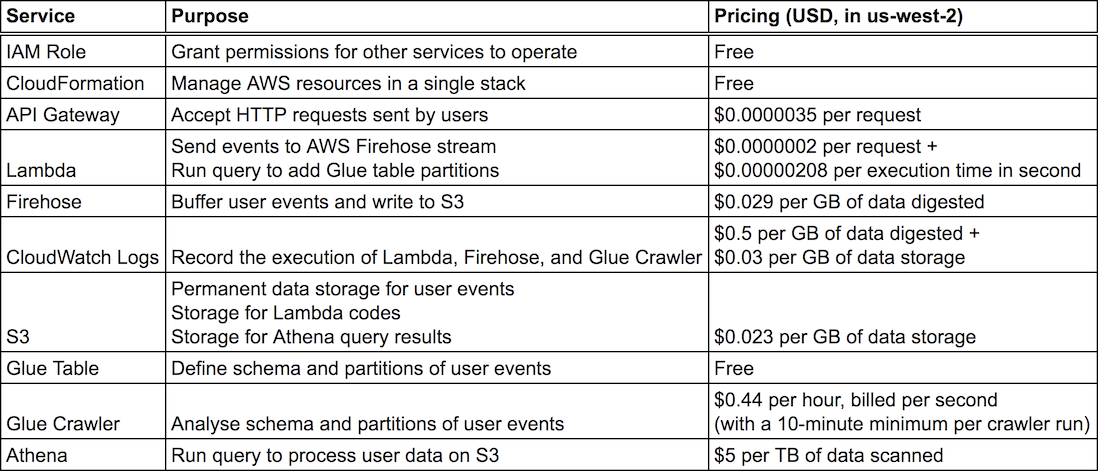 Service Purpose Pricing (USD, in us-west-2)
IAM Role Grant permissions for other services to operate Free
CloudFormation Manage AWS resources in a single stack Free
API Gateway Accept HTTP requests sent by users $0.0000035 per request
Send events to AWS Firehose stream $0.0000002 per request +
Lambda Run query to add Glue table partitions $0.00000208 per execution time in second
Firehose Buffer user events and write to S3 $0.029 per GB of data digested
$0.5 per GB of data digested +
CloudWatch Logs Record the execution of Lambda, Firehose, and Glue Crawler $0.03 per GB of data storage
Permanent data storage for user events
Storage for Lambda codes
S3 Storage for Athena query results $0.023 per GB of data storage
Glue Table Define schema and partitions of user events Free
$0.44 per hour, billed per second
Glue Crawler Analyse schema and partitions of user events (with a 10-minute minimum per crawler run)
Athena Run query to process user data on S3 $5 per TB of data scanned